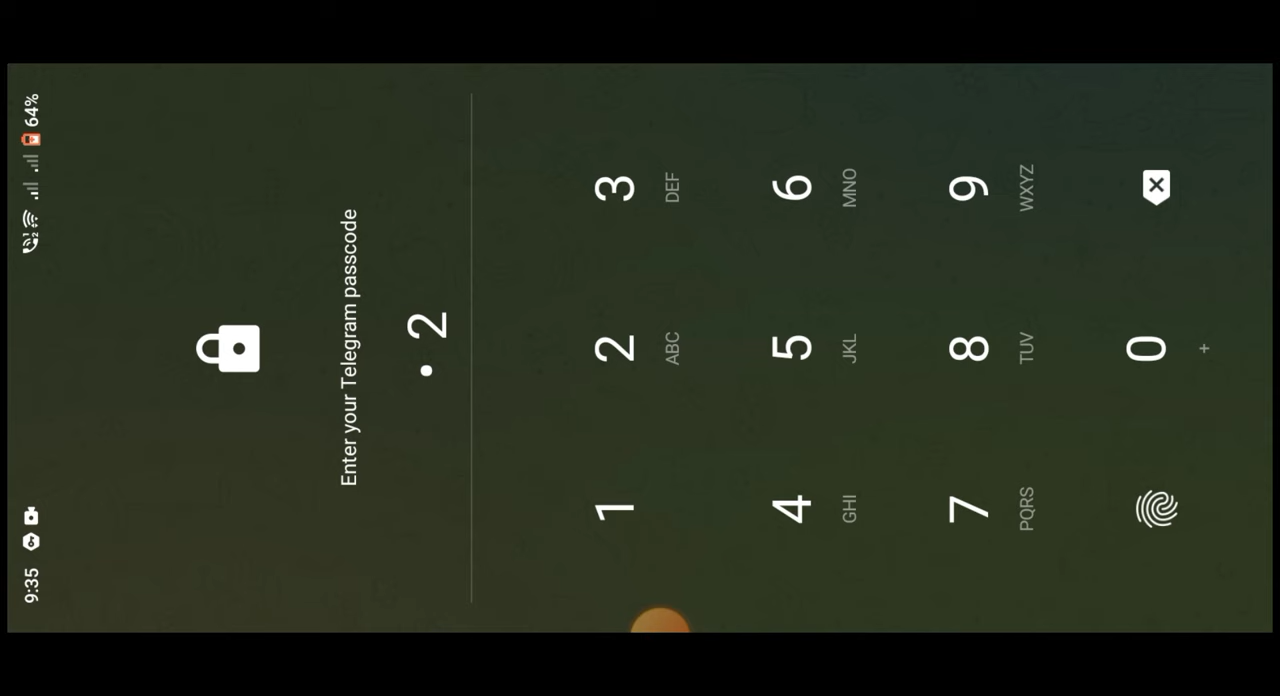 9:35 64%
Enter your Telegram passcode
• 2
1 2 ABC 3 DEF
4 GHI 5 JKL 6 MNO
7 PQRS 8 TUV 9 WXYZ
0 +